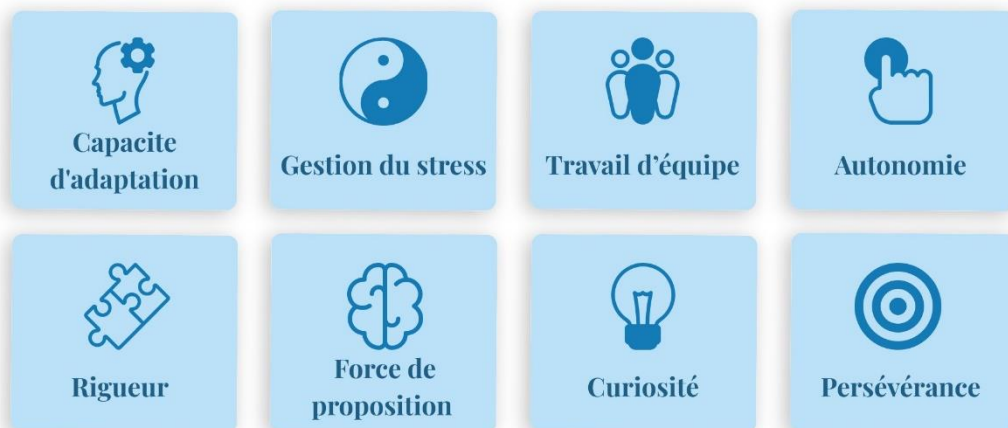 Capacite
d'adaptation
Gestion du stress
Travail d’équipe
Autonomie
Rigueur
Force de
proposition
Curiosité
Persévérance